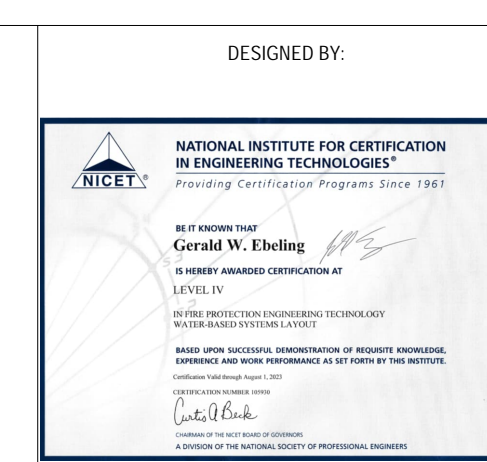 DESIGNED BY:
NICET®
NATIONAL INSTITUTE FOR CERTIFICATION
IN ENGINEERING TECHNOLOGIES®
Providing Certification Programs Since 1961
BE IT KNOWN THAT
Gerald W. Ebeling
IS HEREBY AWARDED CERTIFICATION AT
LEVEL IV
IN FIRE PROTECTION ENGINEERING TECHNOLOGY
WATER-BASED SYSTEMS LAYOUT
BASED UPON SUCCESSFUL DEMONSTRATION OF REQUISITE KNOWLEDGE,
EXPERIENCE AND WORK PERFORMANCE AS SET FORTH BY THIS INSTITUTE.
Certification Valid through August 1, 2023
CERTIFICATION NUMBER 105930
Curtis A Beck
CHAIRMAN OF THE NICET BOARD OF GOVERNORS
A DIVISION OF THE NATIONAL SOCIETY OF PROFESSIONAL ENGINEERS